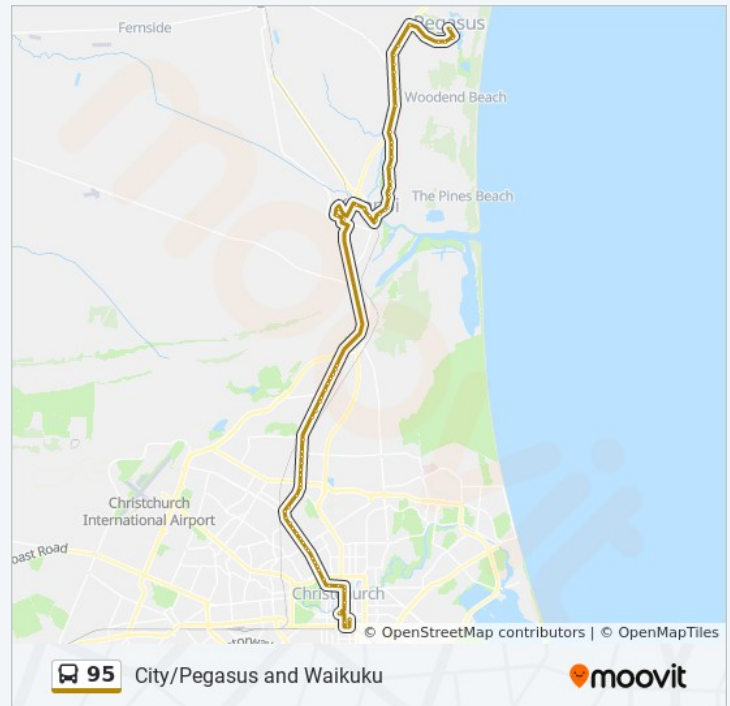 Fernside
Pegasus
Woodend Beach
The Pines Beach
Christchurch
International Airport
oast Road
Christchurch
© OpenStreetMap contributors | © OpenMapTiles
95 City/Pegasus and Waikuku
moovit